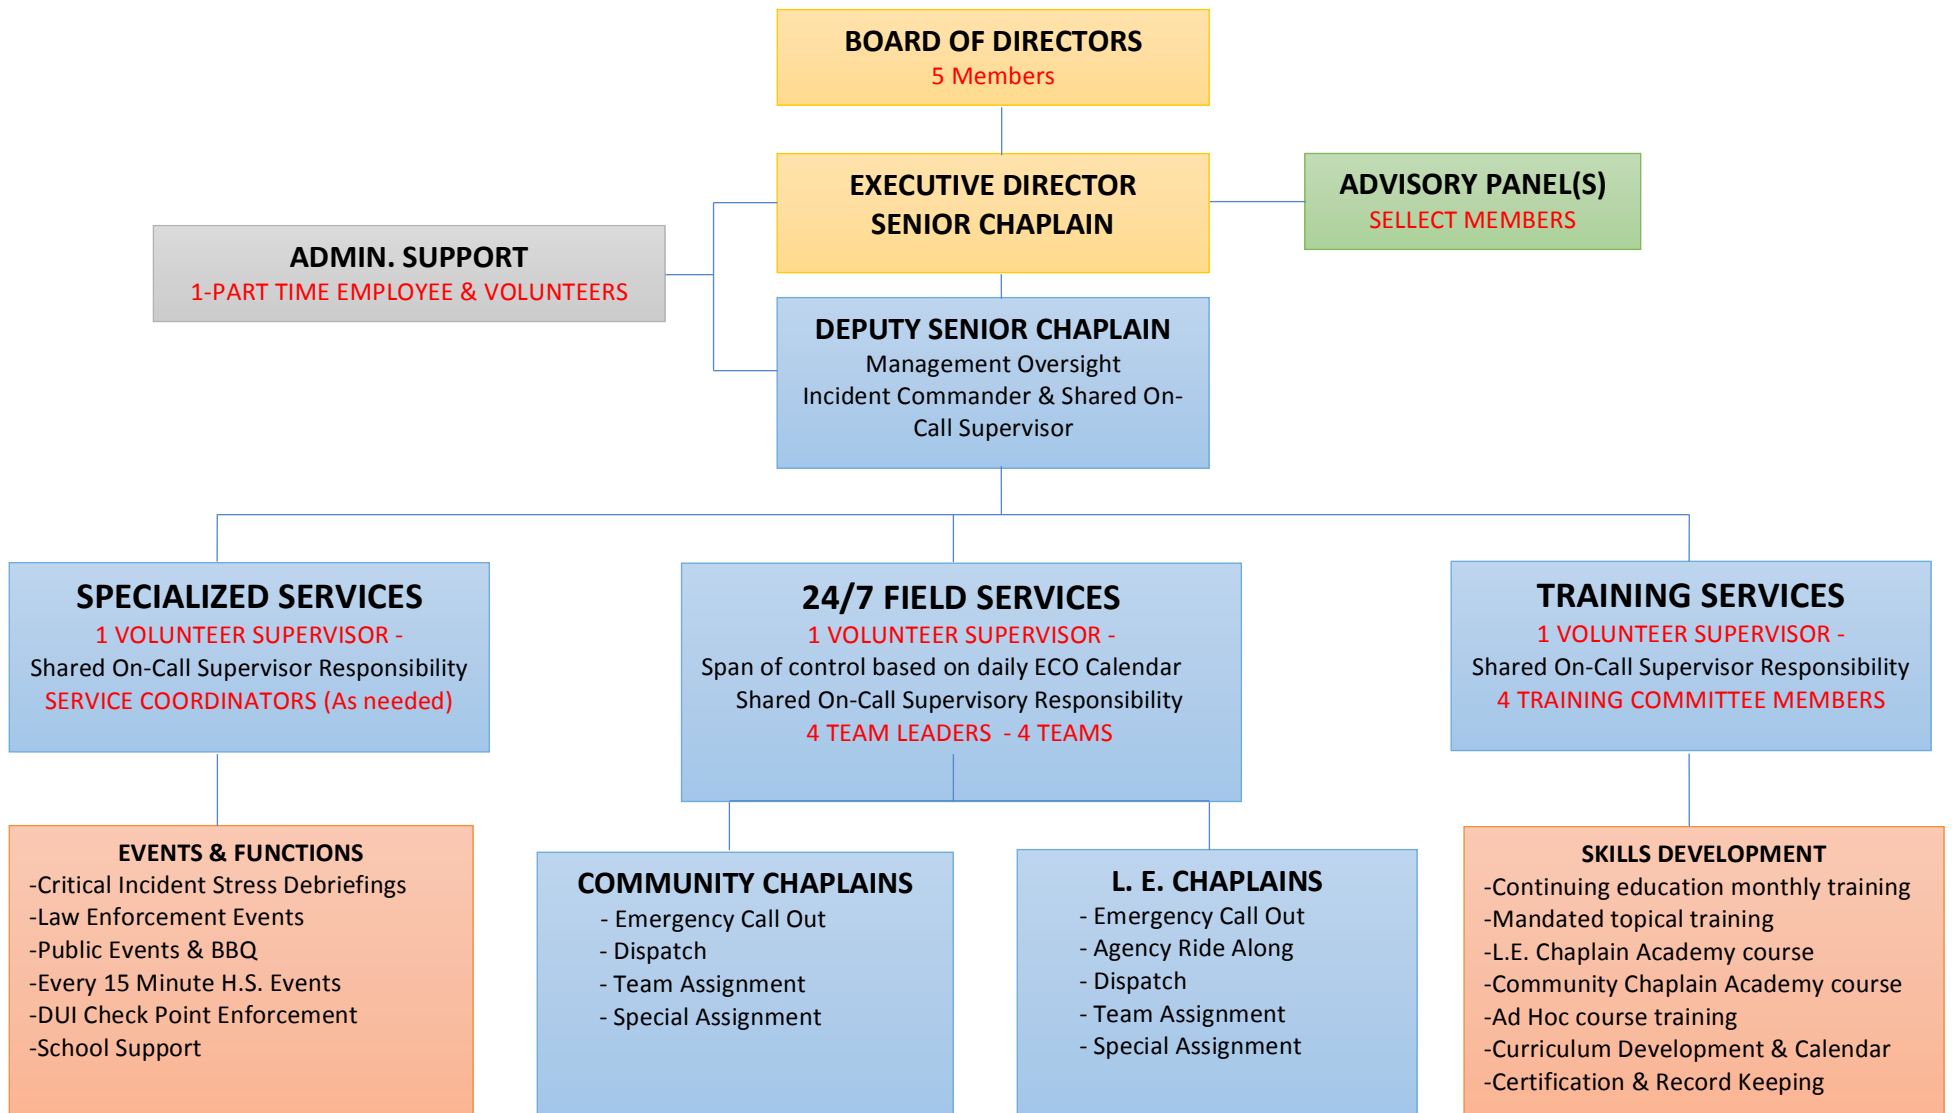 BOARD OF DIRECTORS
5 Members
EXECUTIVE DIRECTOR
SENIOR CHAPLAIN
ADVISORY PANEL(S)
SELLECT MEMBERS
ADMIN. SUPPORT
1-PART TIME EMPLOYEE & VOLUNTEERS
DEPUTY SENIOR CHAPLAIN
Management Oversight
Incident Commander & Shared On-
Call Supervisor
SPECIALIZED SERVICES
1 VOLUNTEER SUPERVISOR -
Shared On-Call Supervisor Responsibility
SERVICE COORDINATORS (As needed)
24/7 FIELD SERVICES
1 VOLUNTEER SUPERVISOR -
Span of control based on daily ECO Calendar
Shared On-Call Supervisory Responsibility
4 TEAM LEADERS - 4 TEAMS
TRAINING SERVICES
1 VOLUNTEER SUPERVISOR -
Shared On-Call Supervisor Responsibility
4 TRAINING COMMITTEE MEMBERS
EVENTS & FUNCTIONS
-Critical Incident Stress Debriefings
-Law Enforcement Events
-Public Events & BBQ
-Every 15 Minute H.S. Events
-DUI Check Point Enforcement
-School Support
COMMUNITY CHAPLAINS
- Emergency Call Out
- Dispatch
- Team Assignment
- Special Assignment
L. E. CHAPLAINS
- Emergency Call Out
- Agency Ride Along
- Dispatch
- Team Assignment
- Special Assignment
SKILLS DEVELOPMENT
-Continuing education monthly training
-Mandated topical training
-L.E. Chaplain Academy course
-Community Chaplain Academy course
-Ad Hoc course training
-Curriculum Development & Calendar
-Certification & Record Keeping